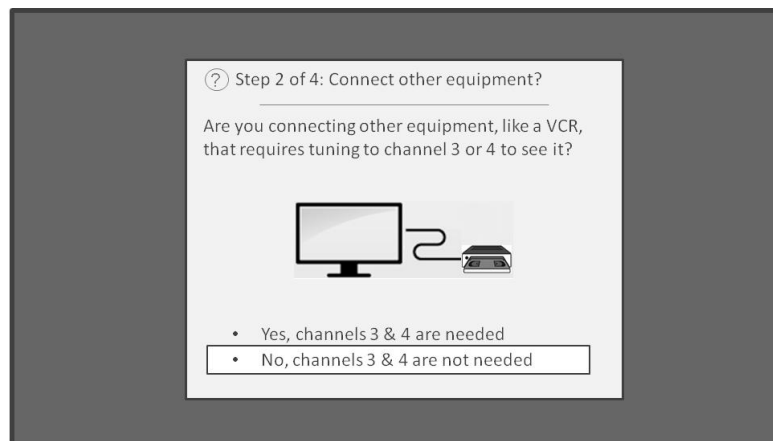 ? Step 2 of 4: Connect other equipment?
Are you connecting other equipment, like a VCR,
that requires tuning to channel 3 or 4 to see it?
• Yes, channels 3 & 4 are needed
• No, channels 3 & 4 are not needed